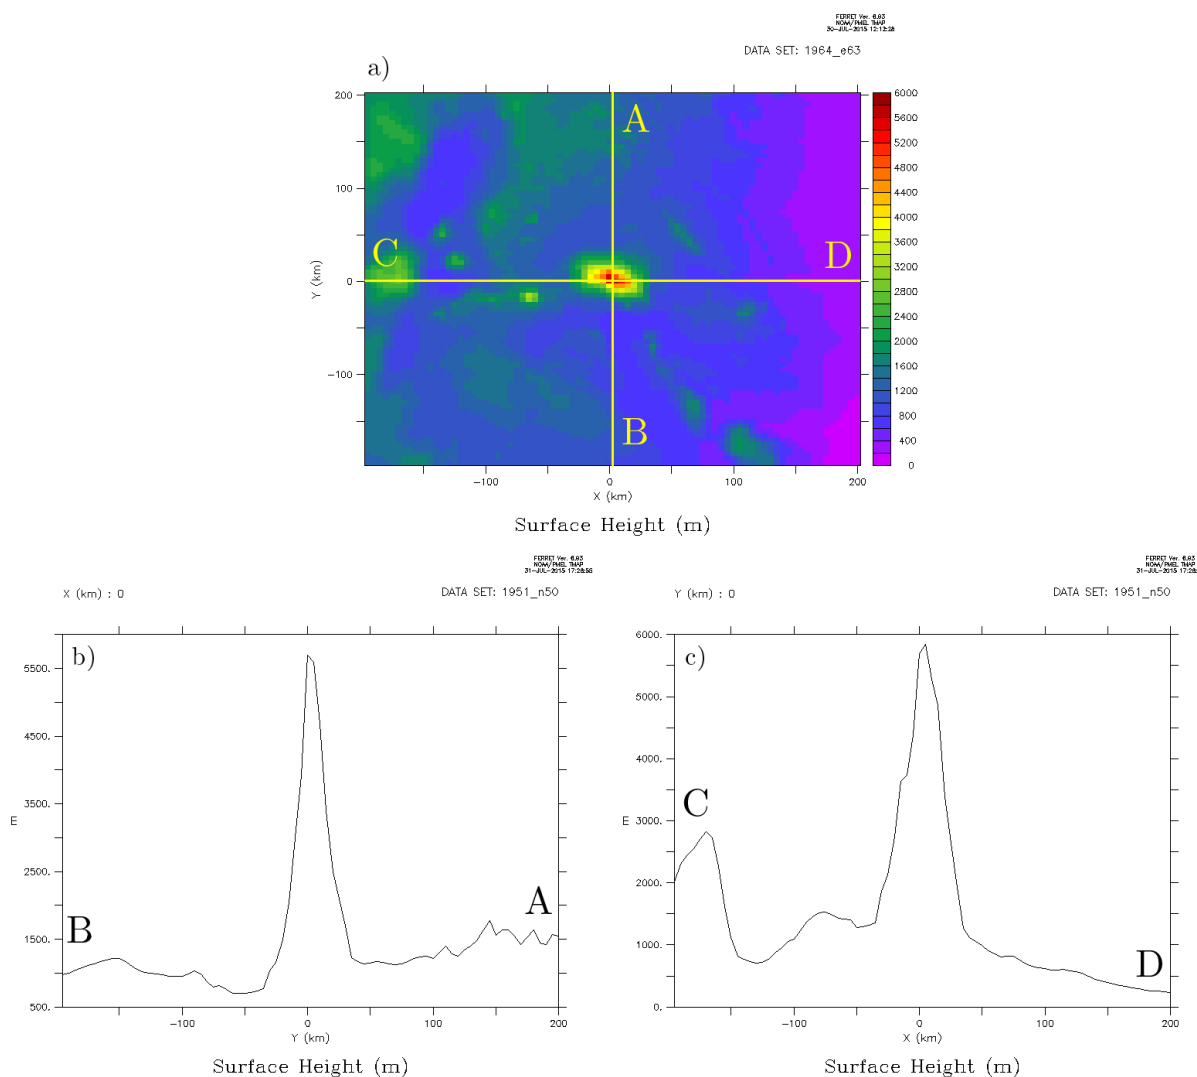 FERRET Ver. 6.93
NOAA/PMEL TMAP
30-JUL-2015 12:12:28
DATA SET: 1964_e63
a)
A
C
D
B
200
100
0
-100
Y (km)
-100
0
100
200
X (km)
6000
5600
5200
4800
4400
4000
3600
3200
2800
2400
2000
1600
1200
800
400
0
Surface Height (m)
FERRET Ver. 6.93
NOAA/PMEL TMAP
31-JUL-2015 17:28:55
X (km) : 0
DATA SET: 1951_n50
b)
5500.
4500.
3500.
2500.
1500.
500.
m
B
A
-100
0
100
200
Y (km)
Surface Height (m)
FERRET Ver. 6.93
NOAA/PMEL TMAP
31-JUL-2015 17:28:
Y (km) : 0
DATA SET: 1951_n50
c)
6000.
5000.
4000.
3000.
2000.
1000.
0.
m
C
D
-100
0
100
200
X (km)
Surface Height (m)